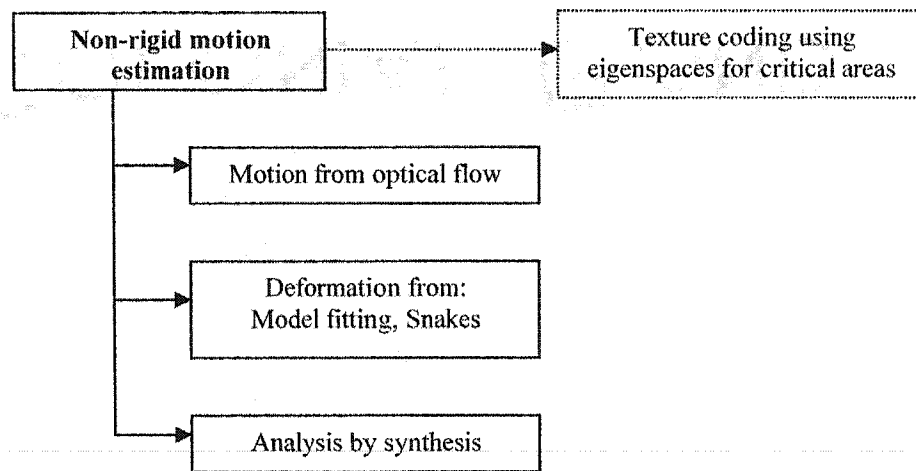 Non-rigid motion
estimation
Texture coding using
eigenspaces for critical areas
Motion from optical flow
Deformation from:
Model fitting, Snakes
Analysis by synthesis